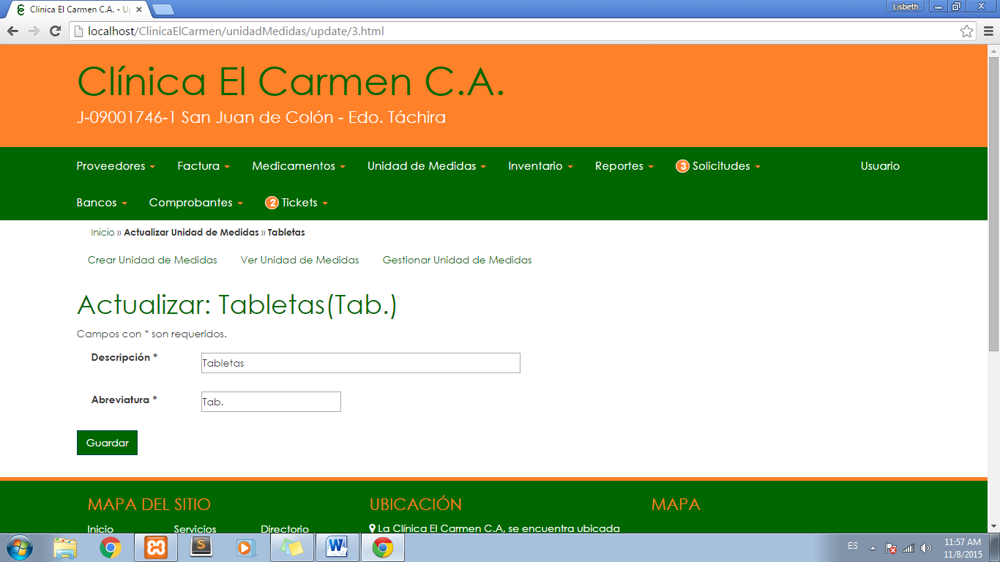 Clínica El Carmen C.A. - Up
Lisbeth
localhost/ClinicaElCarmen/unidadMedidas/update/3.html
Clínica El Carmen C.A.
J-09001746-1 San Juan de Colón - Edo. Táchira
Proveedores Factura Medicamentos Unidad de Medidas Inventario Reportes 3 Solicitudes Usuario
Bancos Comprobantes 2 Tickets
Inicio » Actualizar Unidad de Medidas » Tabletas
Crear Unidad de Medidas Ver Unidad de Medidas Gestionar Unidad de Medidas
Actualizar: Tabletas(Tab.)
Campos con * son requeridos.
Descripción * Tabletas
Abreviatura * Tab.
Guardar
MAPA DEL SITIO UBICACIÓN MAPA
Inicio Servicios Directorio La Clínica El Carmen C.A, se encuentra ubicada
ES 11:57 AM
11/8/2015